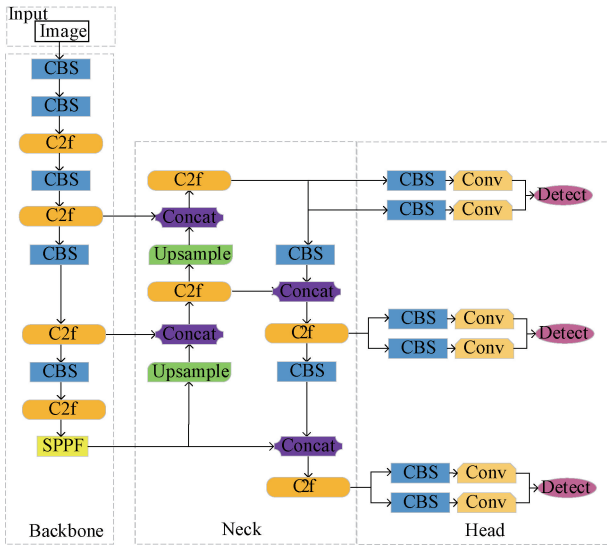 Input
Image
CBS
CBS
C2f
CBS
C2f
CBS
C2f
CBS
C2f
SPPF
Backbone
C2f
Concat
Upsample
C2f
Concat
Upsample
CBS
Concat
C2f
CBS
Concat
C2f
Neck
CBS Conv
CBS Conv
Detect
CBS Conv
CBS Conv
Detect
CBS Conv
CBS Conv
Detect
Head